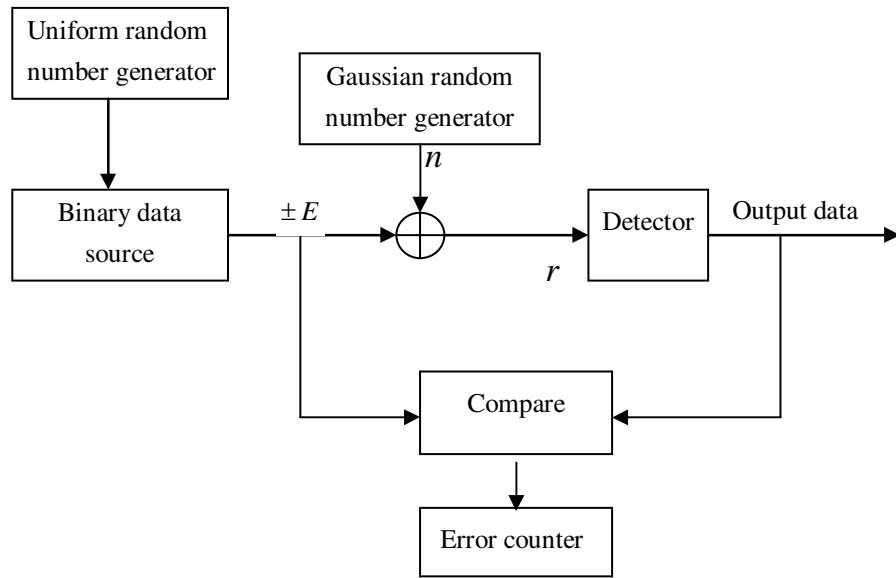 Uniform random
number generator
Gaussian random
number generator
n
Binary data
source
± E
Detector
Output data
r
Compare
Error counter